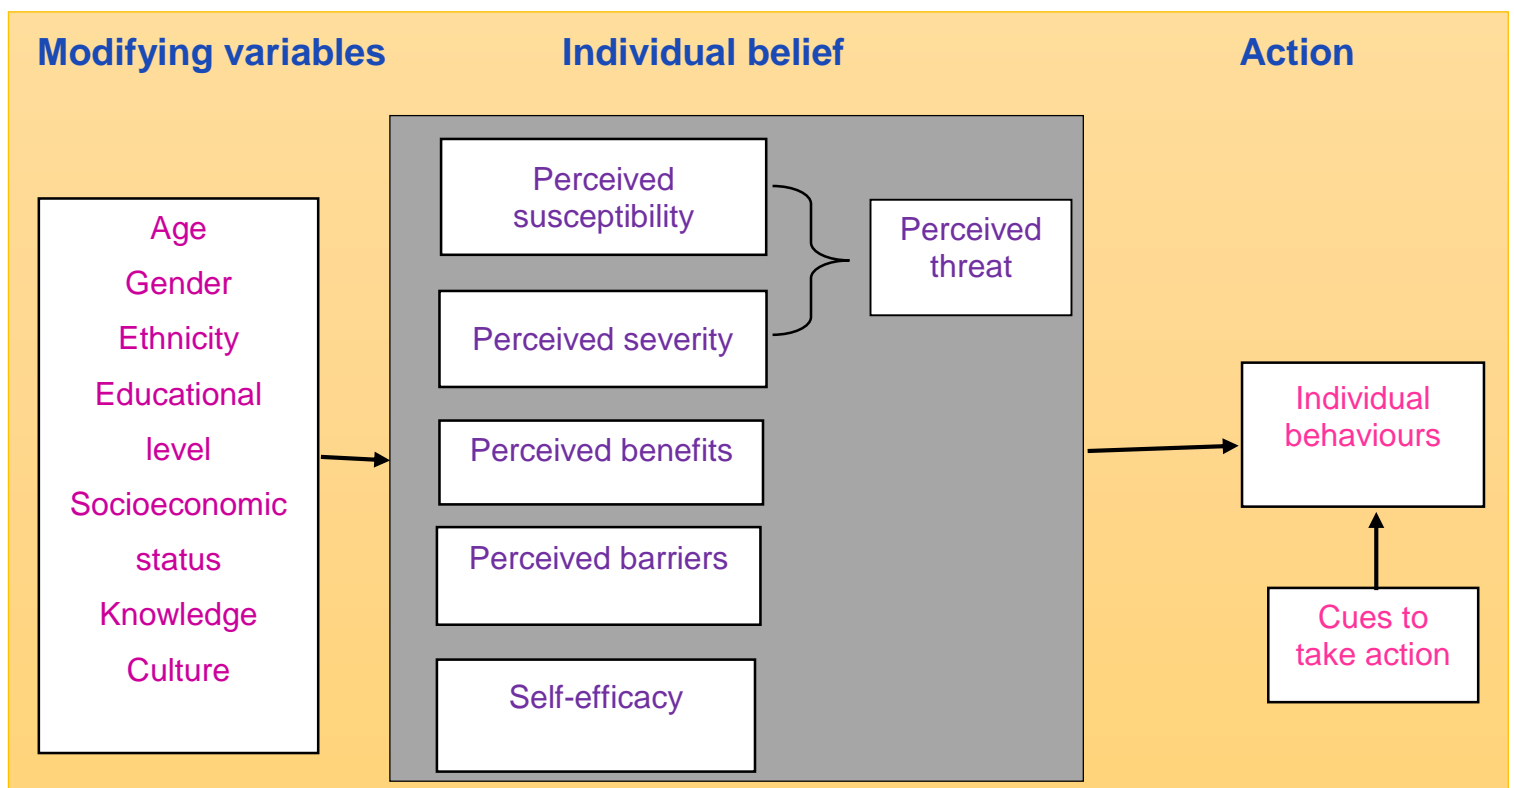 Modifying variables
Individual belief
Action
Age
Gender
Ethnicity
Educational
level
Socioeconomic
status
Knowledge
Culture
Perceived
susceptibility
Perceived severity
Perceived benefits
Perceived barriers
Self-efficacy
Perceived
threat
Individual
behaviours
Cues to
take action